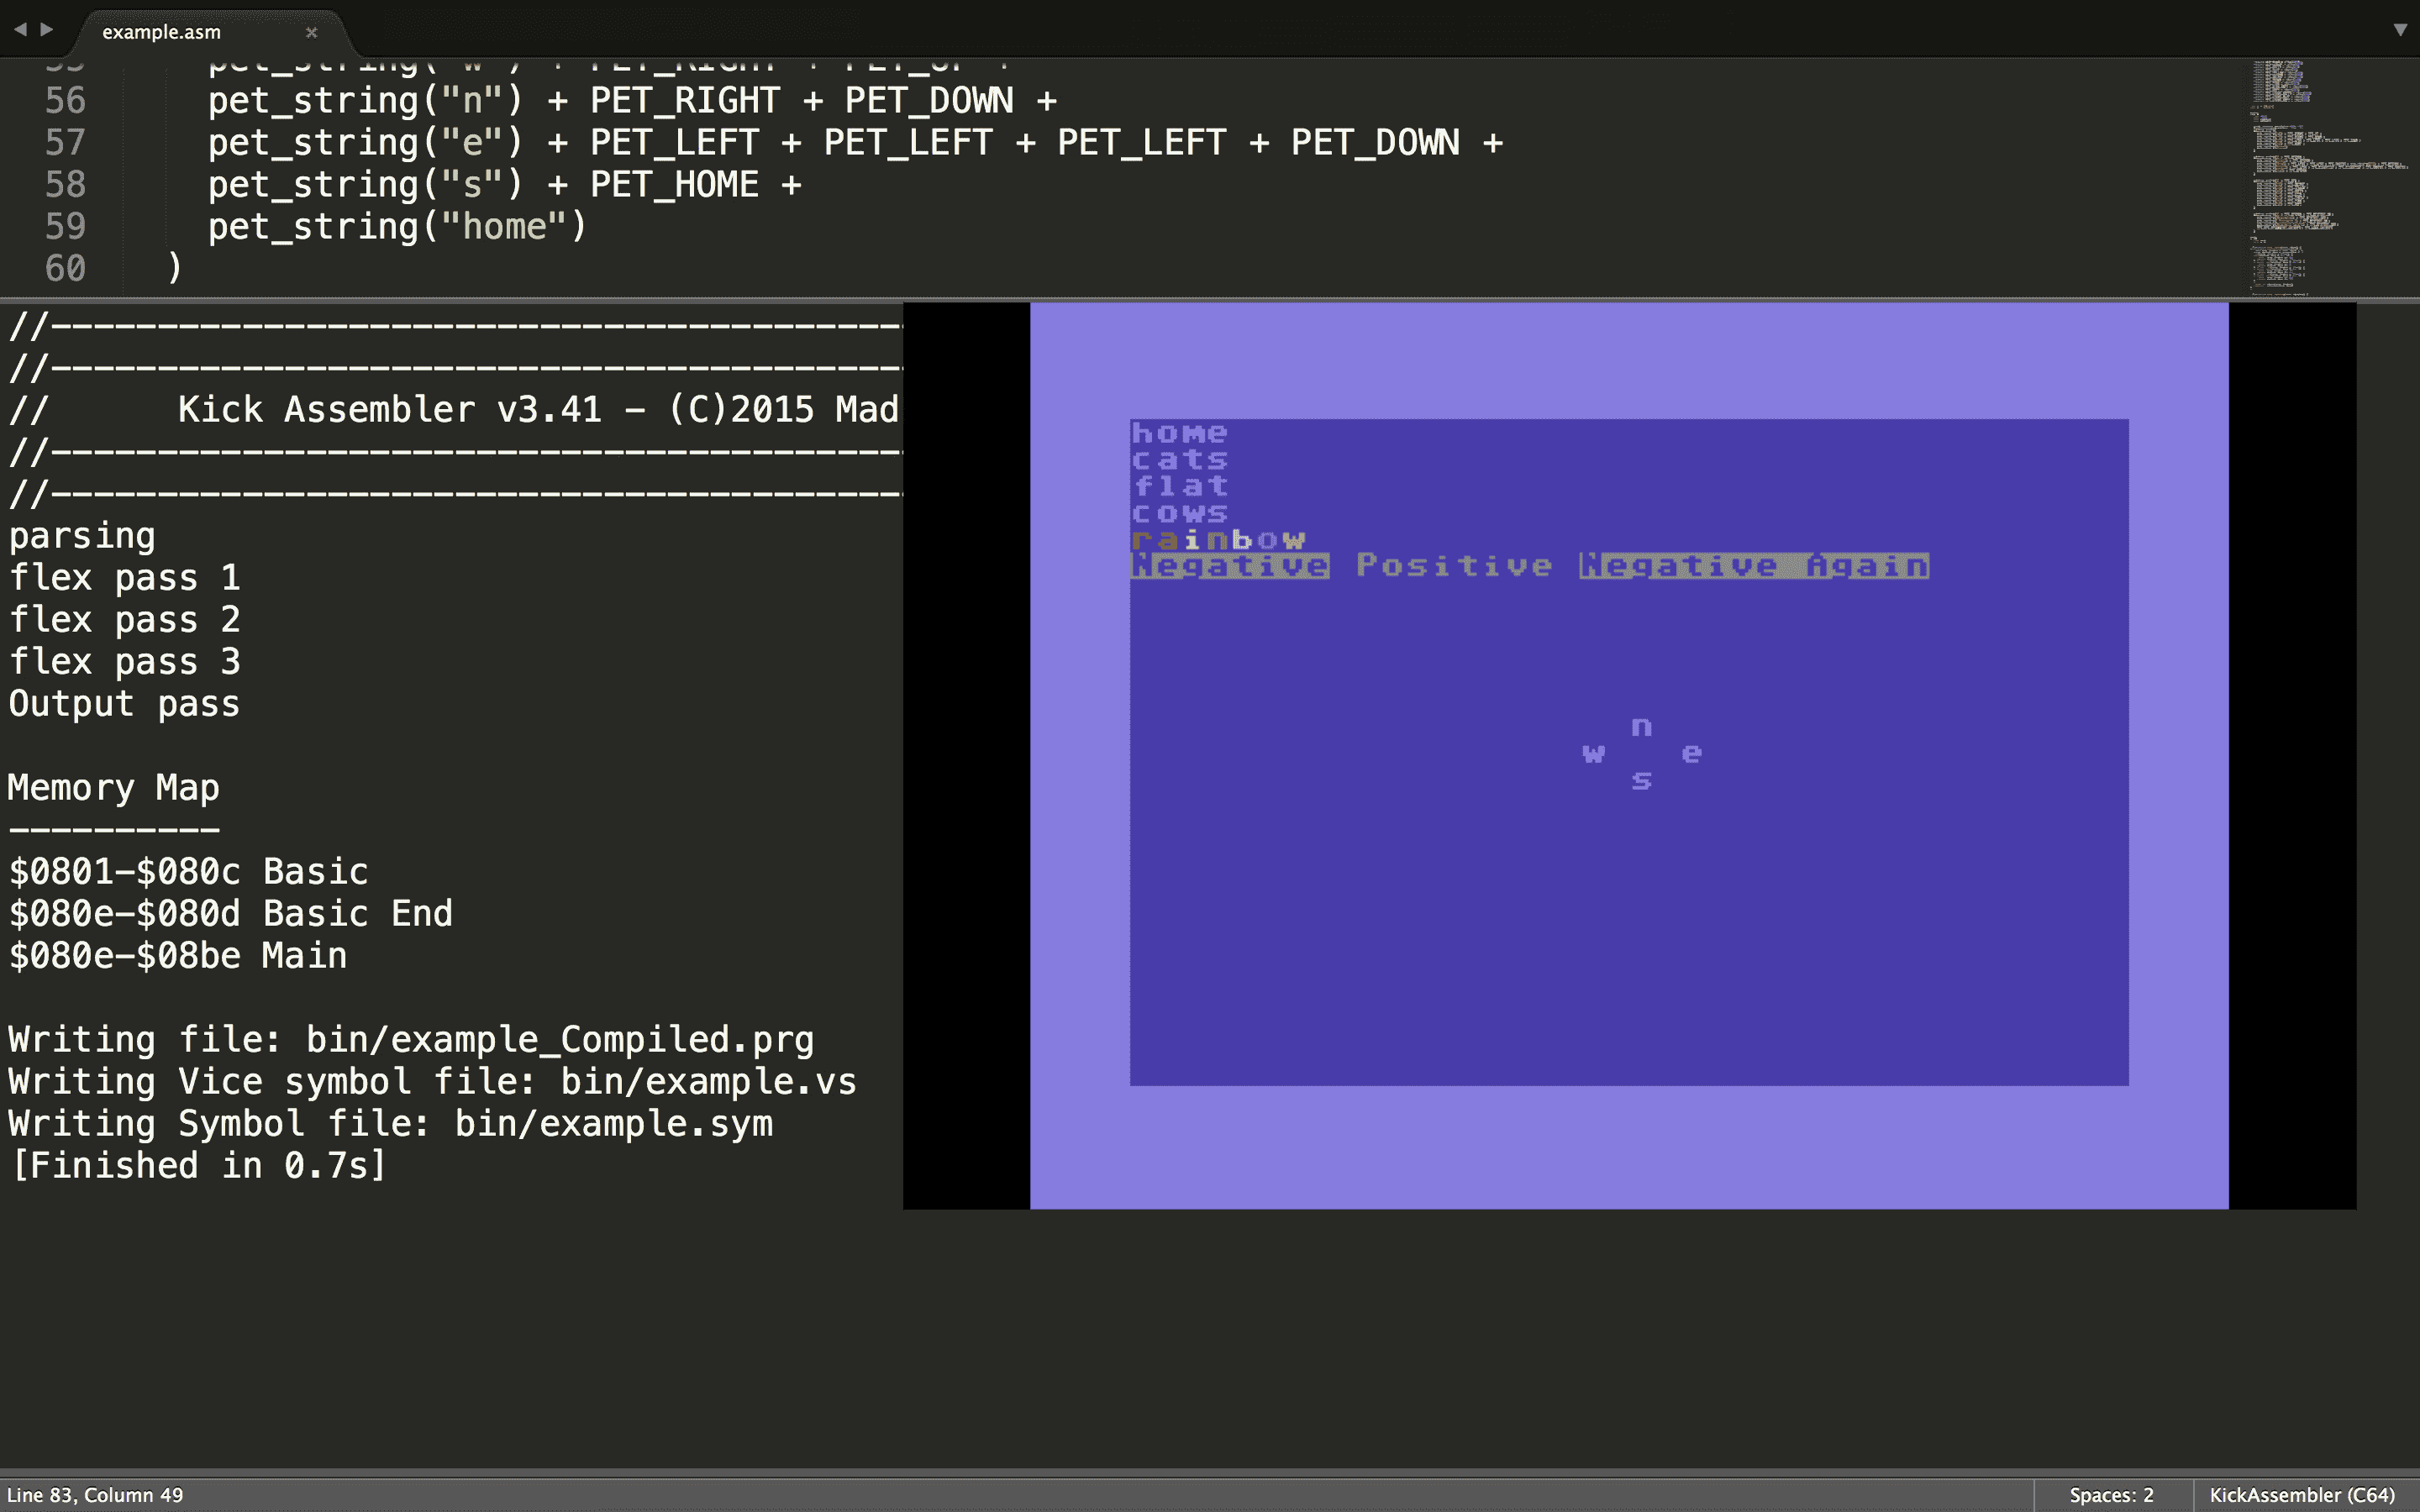 example.asm ×
56 pet_string("n") + PET_RIGHT + PET_DOWN +
57 pet_string("e") + PET_LEFT + PET_LEFT + PET_LEFT + PET_DOWN +
58 pet_string("s") + PET_HOME +
59 pet_string("home")
60 )
//----------------------------------------
//----------------------------------------
// Kick Assembler v3.41 - (C)2015 Mad
//----------------------------------------
//----------------------------------------
parsing
flex pass 1
flex pass 2
flex pass 3
Output pass
Memory Map
----------
$0801-$080c Basic
$080e-$080d Basic End
$080e-$08be Main
Writing file: bin/example_Compiled.prg
Writing Vice symbol file: bin/example.vs
Writing Symbol file: bin/example.sym
[Finished in 0.7s]
home
cats
flat
cows
rainbow
Negative Positive Negative Again
n
w e
s
Line 83, Column 49
Spaces: 2
KickAssembler (C64)